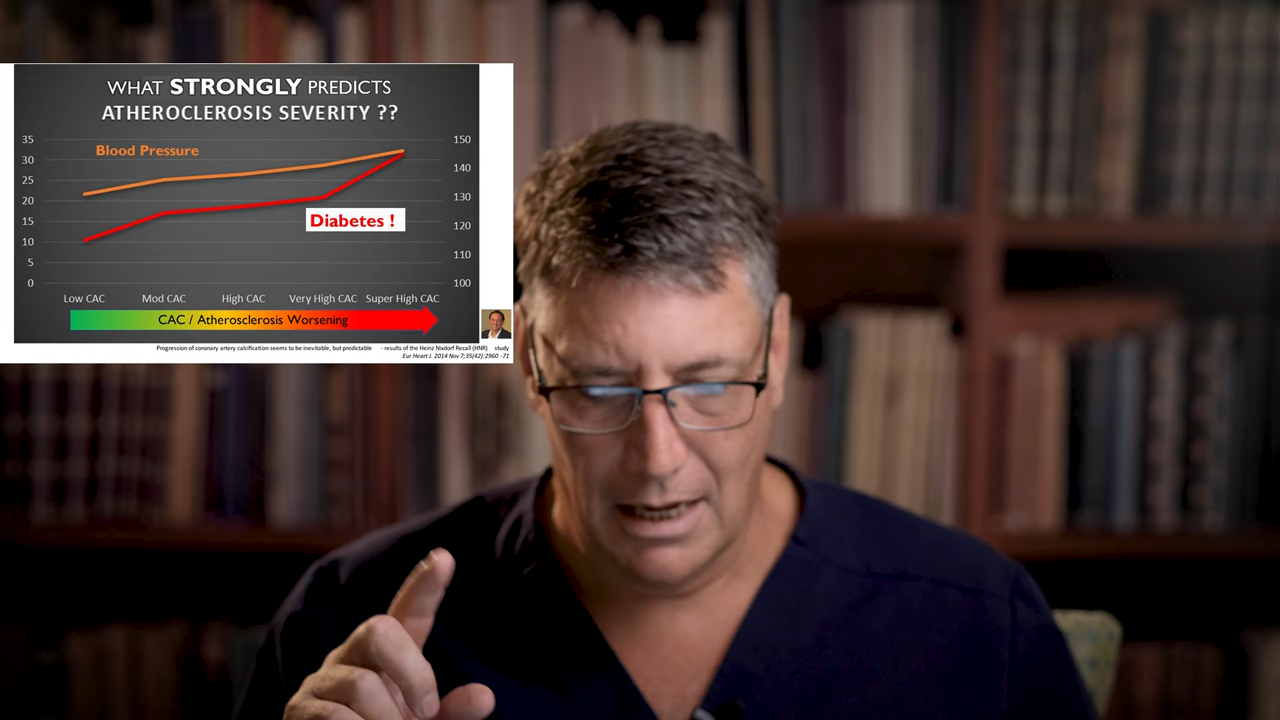 WHAT STRONGLY PREDICTS
ATHEROCLEROSIS SEVERITY ??
35
30
25
20
15
10
5
0
Blood Pressure
Diabetes !
150
140
130
120
110
100
Low CAC
Mod CAC
High CAC
Very High CAC
Super High CAC
CAC / Atherosclerosis Worsening
Progression of coronary artery calcification seems to be inevitable, but predictable - results of the Heinz Nixdorf Recall (HNR) study
Eur Heart J. 2014 Nov 7;35(42):2960 -71